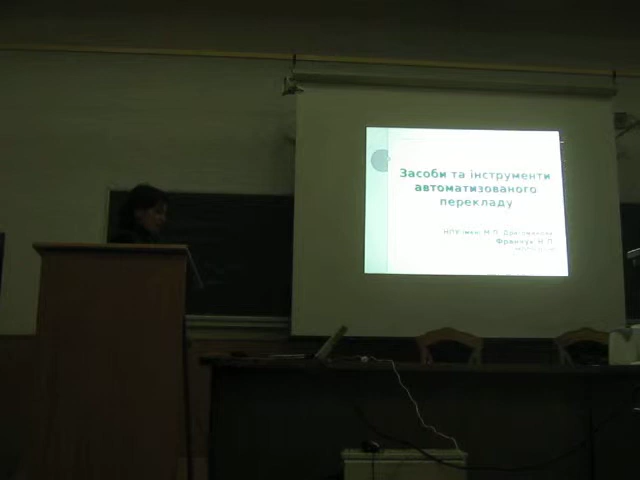 Засоби та інструменти
автоматизованого
перекладу
НПУ імені М.П. Драгоманова
Франчук Н.П.